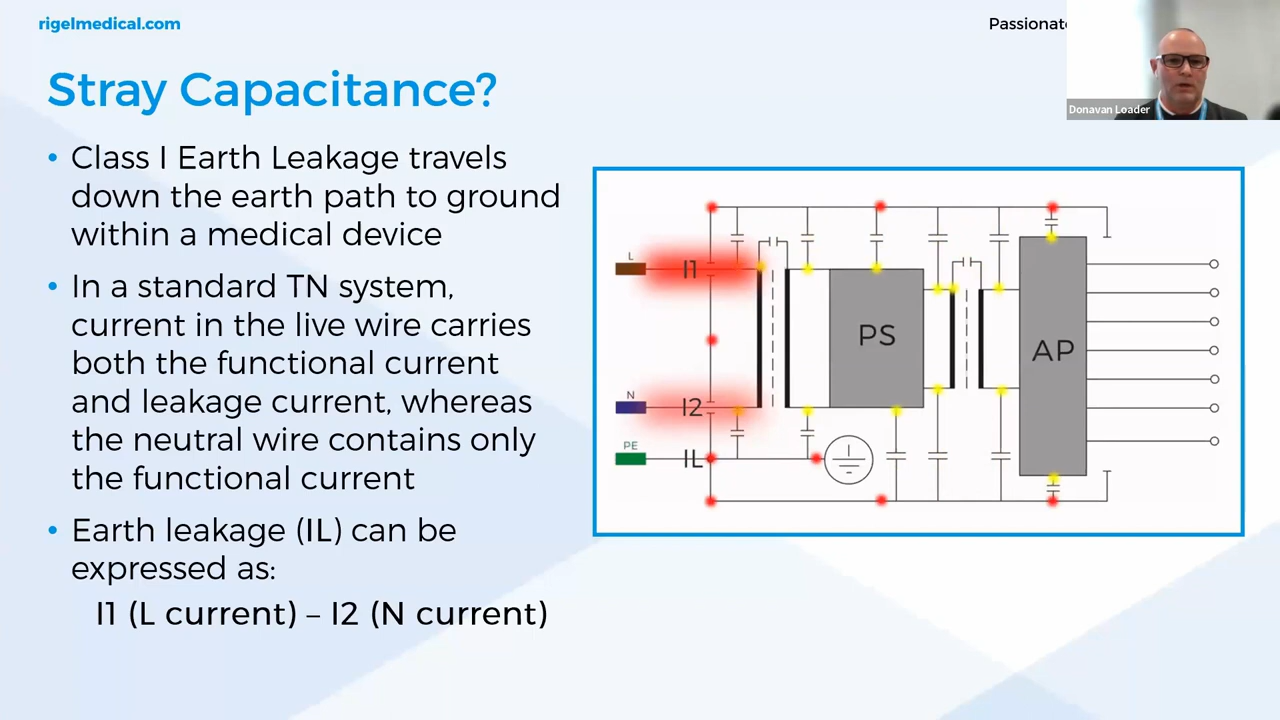 rigelmedical.com
Passionate
Donavan Loader
Stray Capacitance?
• Class I Earth Leakage travels
down the earth path to ground
within a medical device
• In a standard TN system,
current in the live wire carries
both the functional current
and leakage current, whereas
the neutral wire contains only
the functional current
• Earth leakage (IL) can be
expressed as:
I1 (L current) – I2 (N current)
L
I1
N
I2
PE
IL
PS
AP